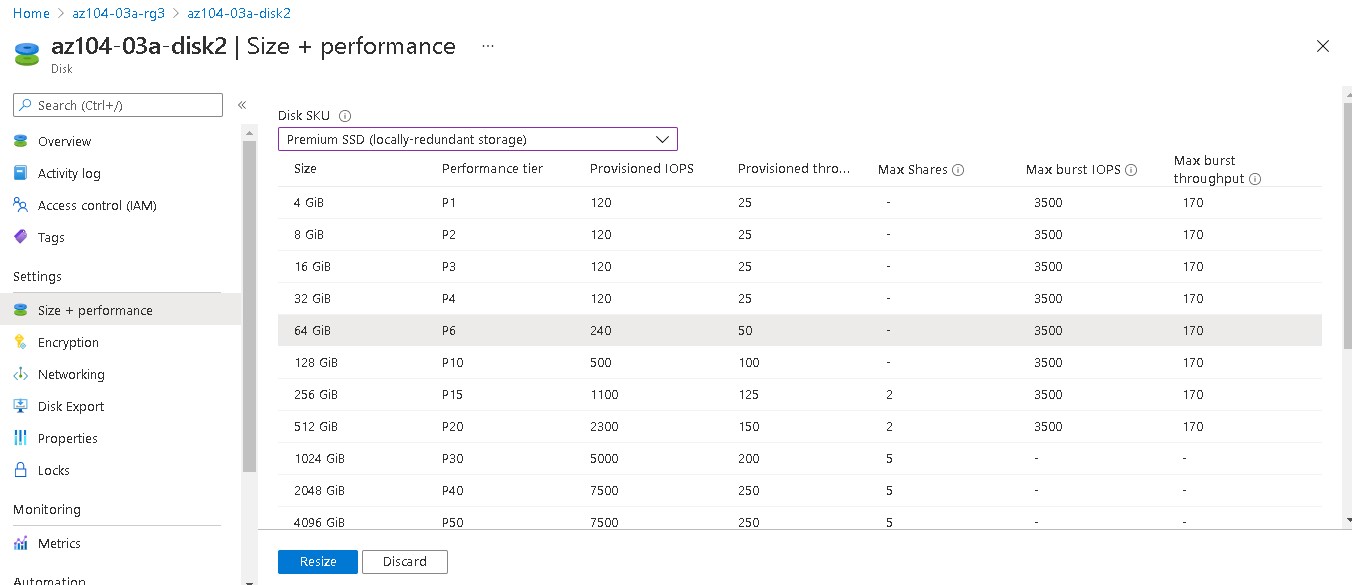 Home > az104-03a-rg3 > az104-03a-disk2
az104-03a-disk2 | Size + performance ...
Disk
Search (Ctrl+/)
«
Overview
Activity log
Access control (IAM)
Tags
Settings
Size + performance
Encryption
Networking
Disk Export
Properties
Locks
Monitoring
Metrics
Automation
Disk SKU
Premium SSD (locally-redundant storage)
Size Performance tier Provisioned IOPS Provisioned thro... Max Shares Max burst IOPS Max burst
throughput
4 GiB P1 120 25 - 3500 170
8 GiB P2 120 25 - 3500 170
16 GiB P3 120 25 - 3500 170
32 GiB P4 120 25 - 3500 170
64 GiB P6 240 50 - 3500 170
128 GiB P10 500 100 - 3500 170
256 GiB P15 1100 125 2 3500 170
512 GiB P20 2300 150 2 3500 170
1024 GiB P30 5000 200 5 - -
2048 GiB P40 7500 250 5 - -
4096 GiB P50 7500 250 5 - -
Resize Discard